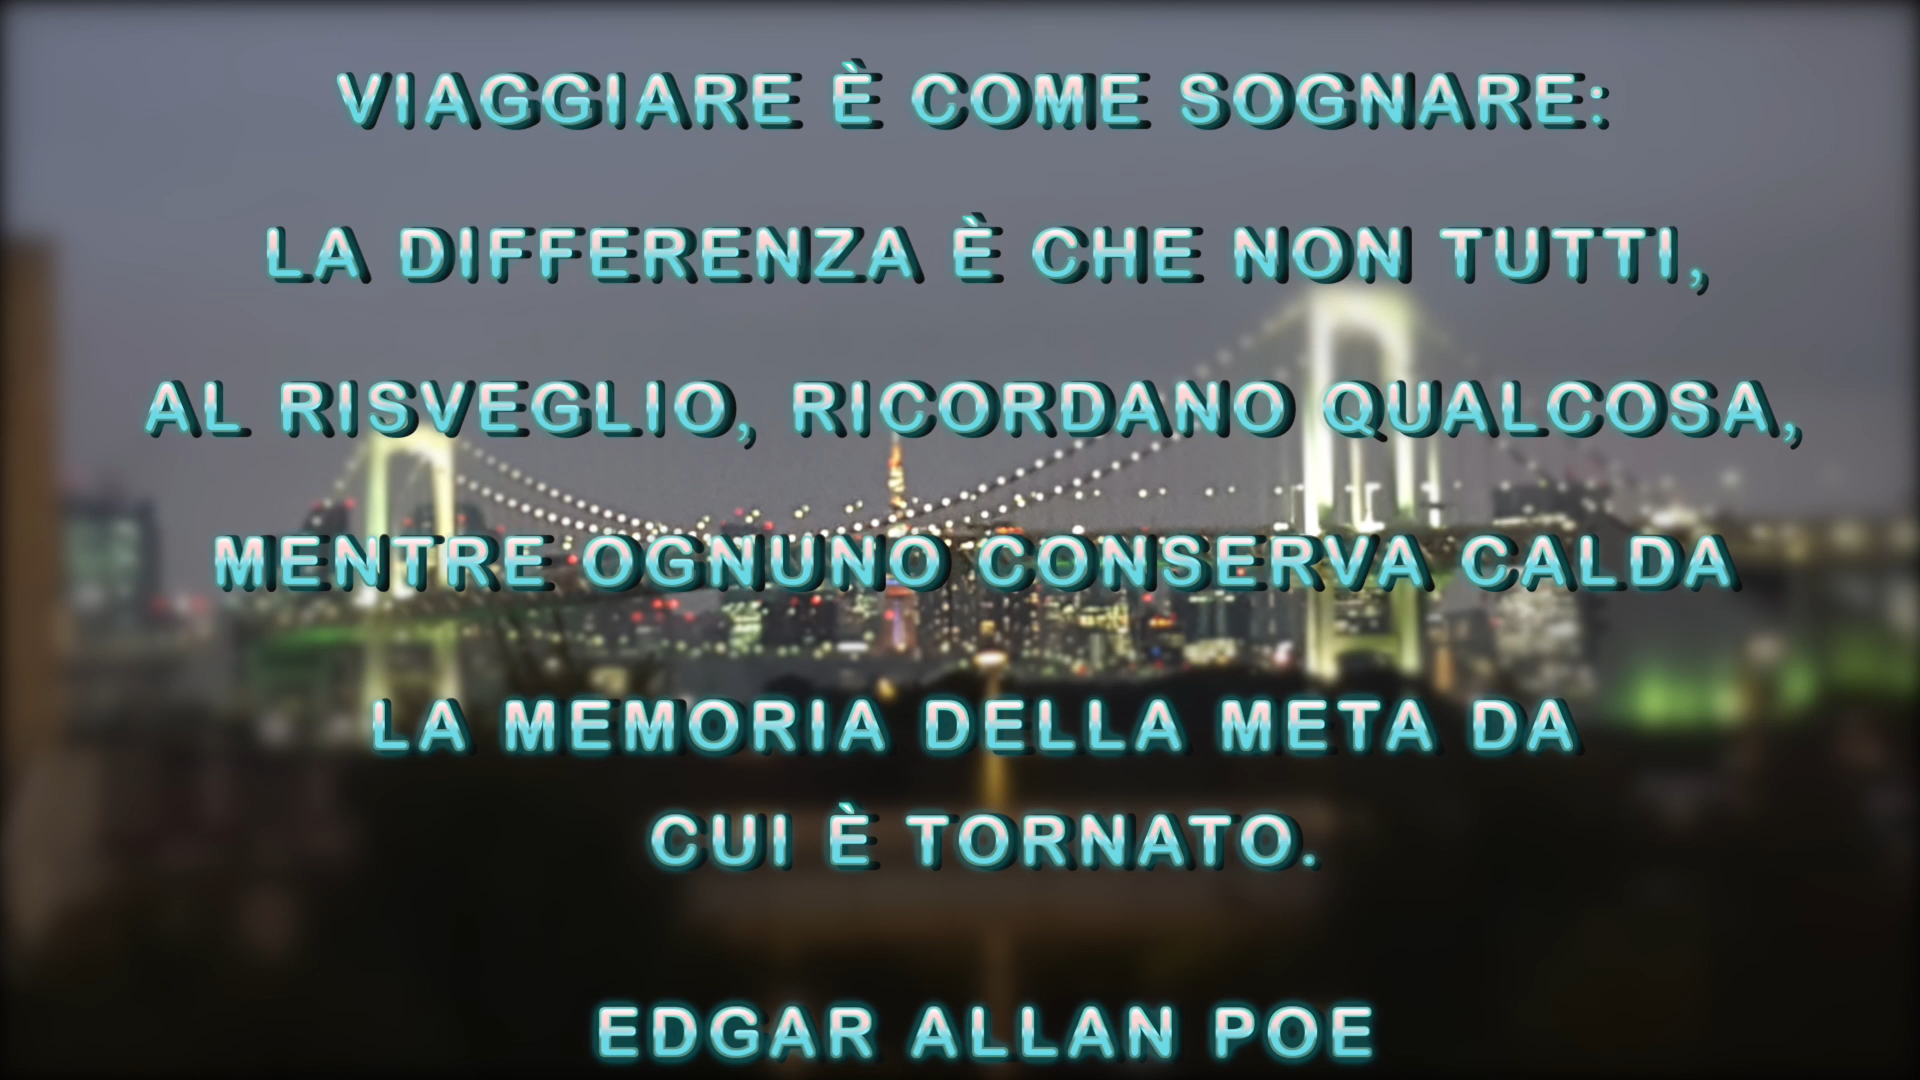 VIAGGIARE È COME SOGNARE:
LA DIFFERENZA È CHE NON TUTTI,
AL RISVEGLIO, RICORDANO QUALCOSA,
MENTRE OGNUNO CONSERVA CALDA
LA MEMORIA DELLA META DA
CUI È TORNATO.
EDGAR ALLAN POE